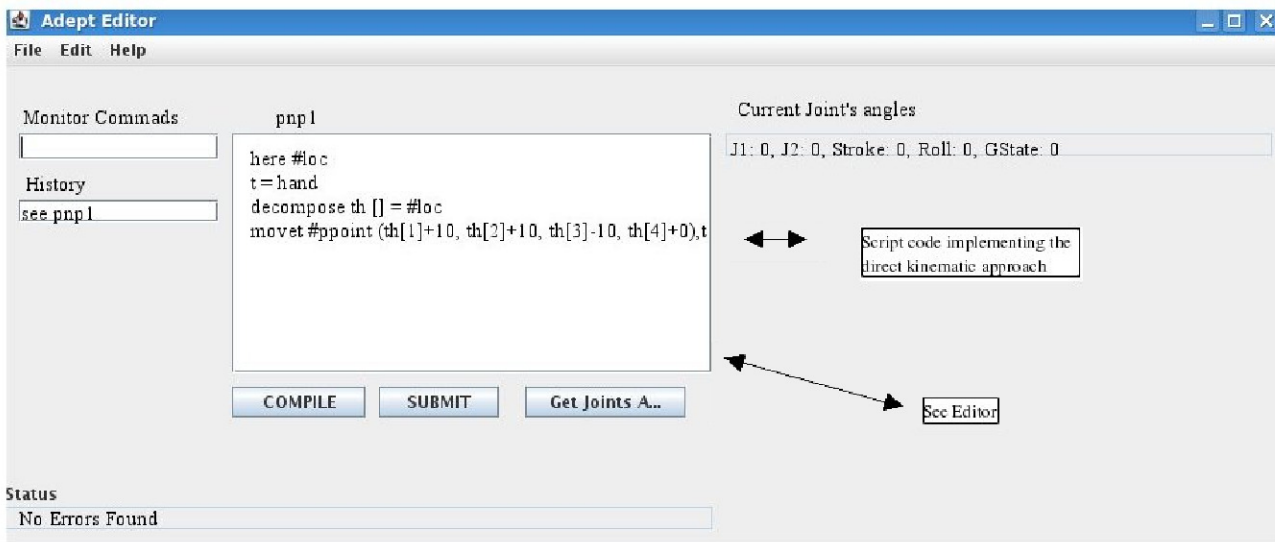 Adept Editor
File Edit Help
Monitor Commads
pnp1
Current Joint's angles
J1: 0, J2: 0, Stroke: 0, Roll: 0, GState: 0
History
see pnp1
here #loc
t = hand
decompose th [] = #loc
movet #ppoint (th[1]+10, th[2]+10, th[3]-10, th[4]+0),t
Script code implementing the
direct kinematic approach
COMPILE SUBMIT Get Joints A...
See Editor
Status
No Errors Found